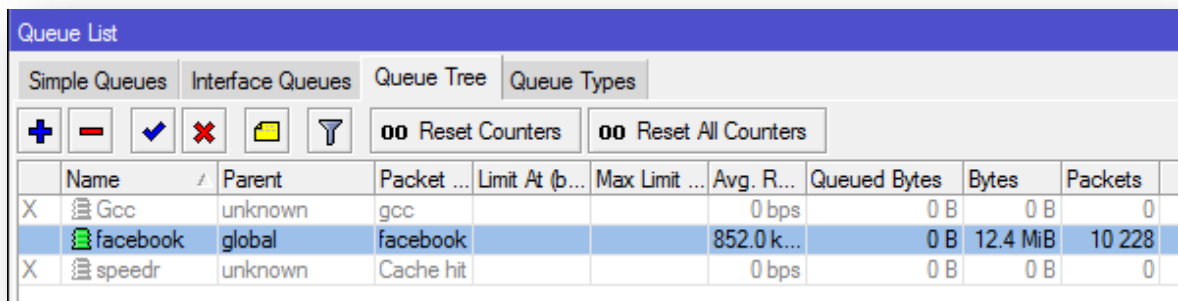 Queue List
Simple Queues Interface Queues Queue Tree Queue Types
00 Reset Counters 00 Reset All Counters
Name Parent Packet ... Limit At (b... Max Limit ... Avg. R... Queued Bytes Bytes Packets
X Gcc unknown gcc 0 bps 0 B 0 B 0
facebook global facebook 852.0 k... 0 B 12.4 MiB 10 228
X speedr unknown Cache hit 0 bps 0 B 0 B 0